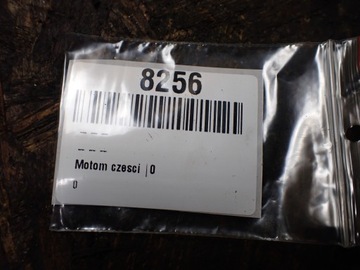 8256
- - -
- - -
Motom czesci | 0
0